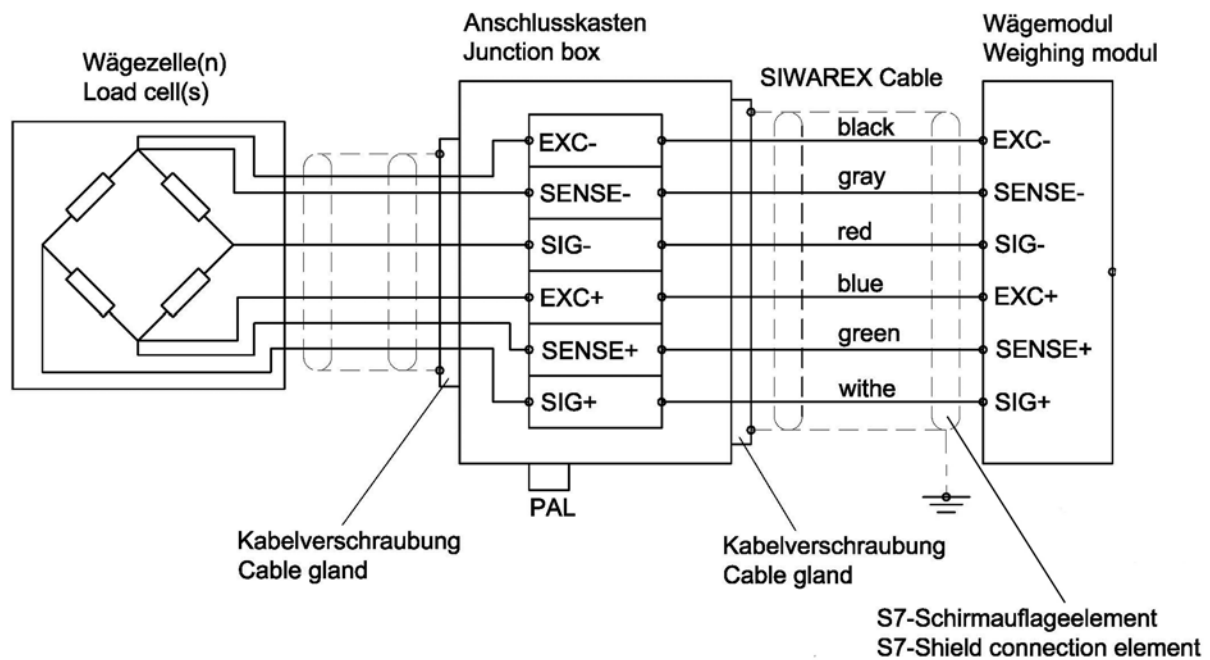 Wägezelle(n)
Load cell(s)
Anschlusskasten
Junction box
Wägemodul
Weighing modul
SIWAREX Cable
EXC-
SENSE-
SIG-
EXC+
SENSE+
SIG+
black
gray
red
blue
green
withe
EXC-
SENSE-
SIG-
EXC+
SENSE+
SIG+
PAL
Kabelverschraubung
Cable gland
Kabelverschraubung
Cable gland
S7-Schirmauflageelement
S7-Shield connection element